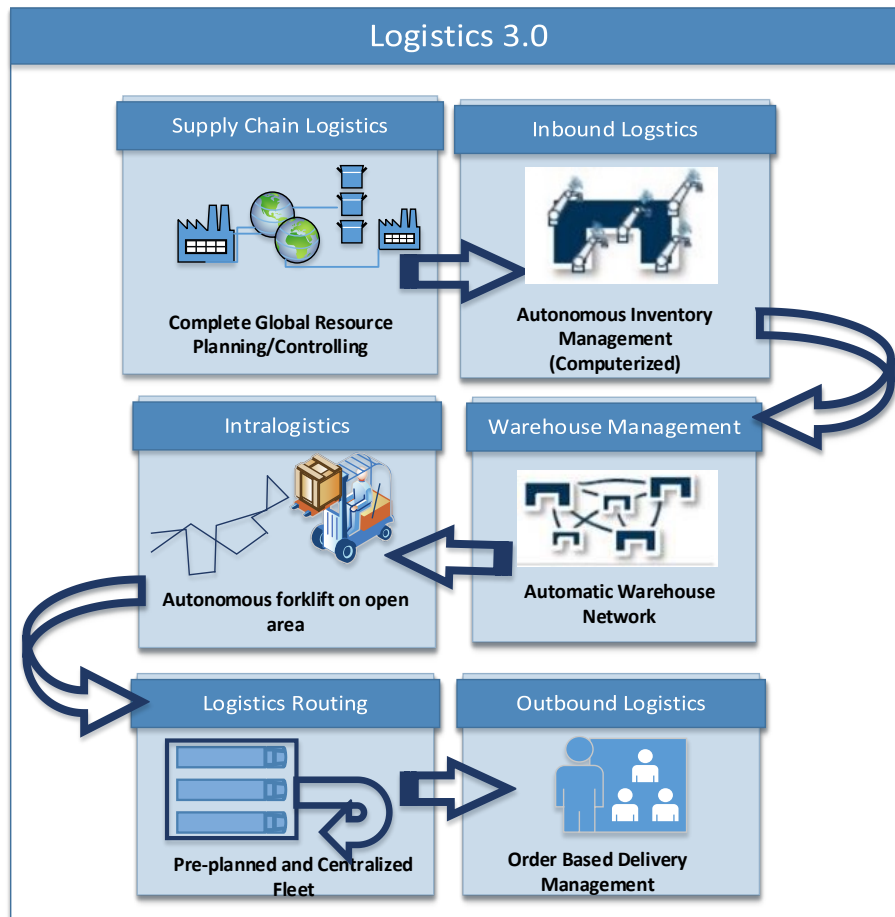 Logistics 3.0
Supply Chain Logistics
Complete Global Resource
Planning/Controlling
Inbound Logstics
Autonomous Inventory
Management
(Computerized)
Warehouse Management
Automatic Warehouse
Network
Intralogistics
Autonomous forklift on open
area
Logistics Routing
Pre-planned and Centralized
Fleet
Outbound Logistics
Order Based Delivery
Management